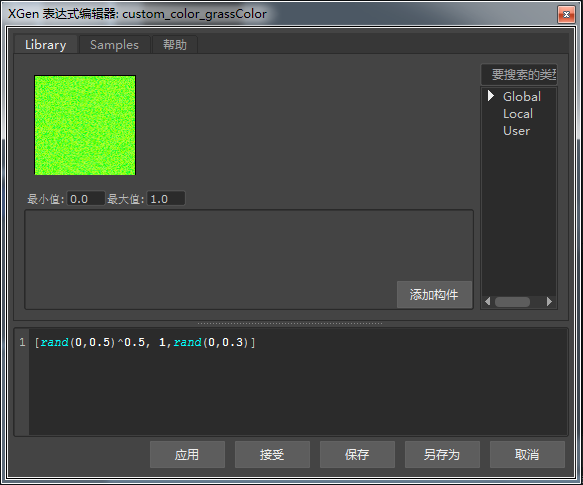 XGen 表达式编辑器: custom_color_grassColor
Library Samples 帮助
要搜索的类型
Global
Local
User
最小值: 0.0 最大值: 1.0
添加构件
1 [rand(0,0.5)^0.5, 1,rand(0,0.3)]
应用 接受 保存 另存为 取消